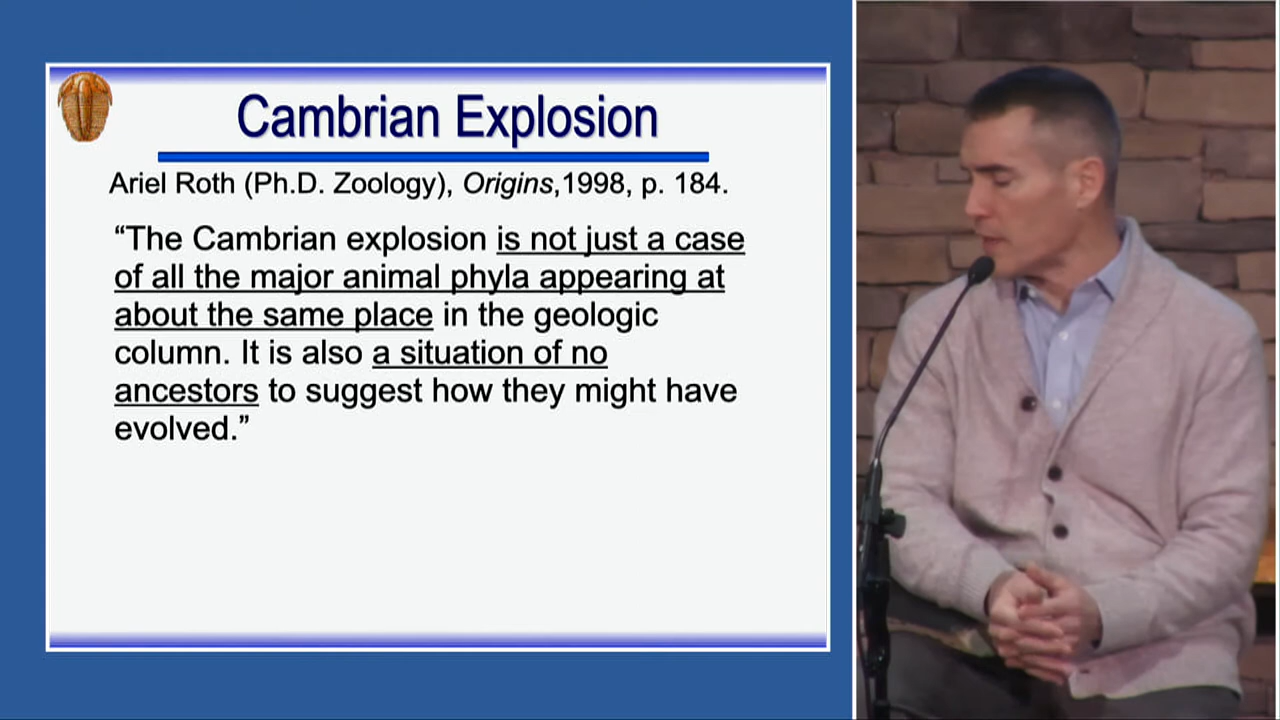 Cambrian Explosion
Ariel Roth (Ph.D. Zoology), Origins,1998, p. 184.
“The Cambrian explosion is not just a case
of all the major animal phyla appearing at
about the same place in the geologic
column. It is also a situation of no
ancestors to suggest how they might have
evolved.”